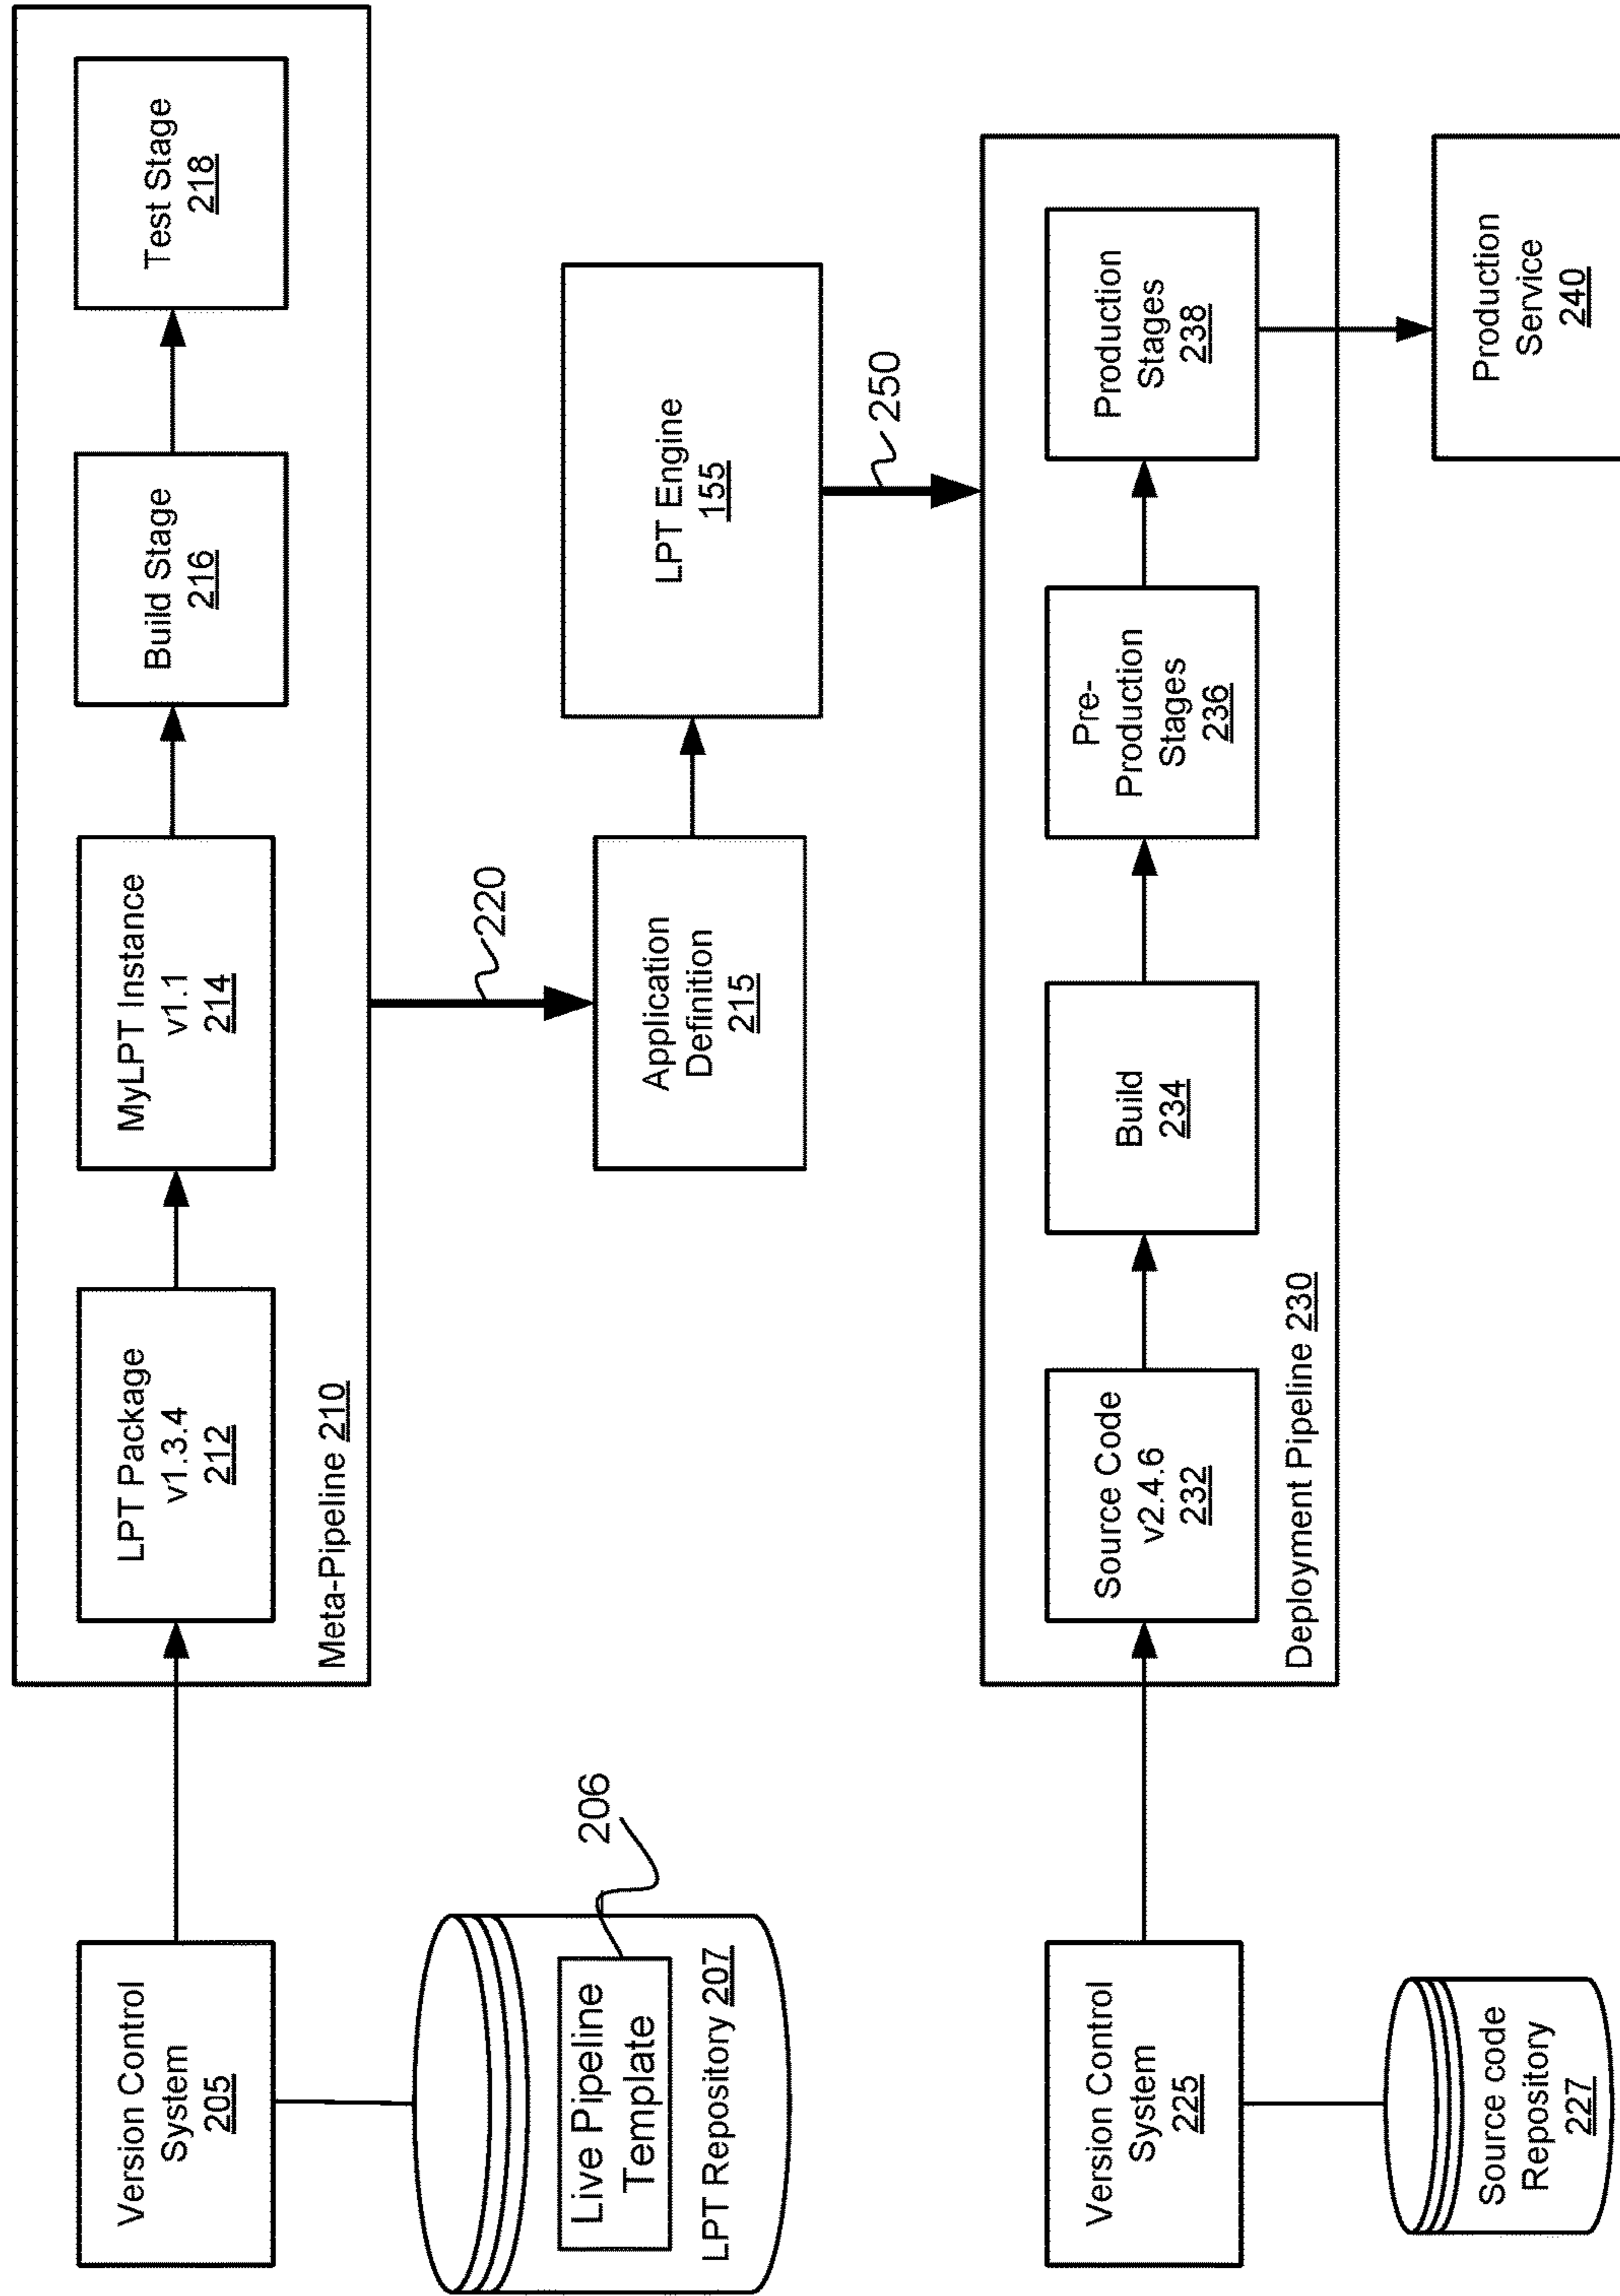 Version Control
System
205
LPT Package
v1.3.4
212
MyLPT Instance
v1.1
214
Build Stage
216
Test Stage
218
Meta-Pipeline 210
206
Live Pipeline
Template
LPT Repository 207
220
Application
Definition
215
LPT Engine
155
250
Version Control
System
225
Source Code
v2.4.6
232
Build
234
Pre-
Production
Stages
236
Production
Stages
238
Deployment Pipeline 230
Source code
Repository
227
Production
Service
240